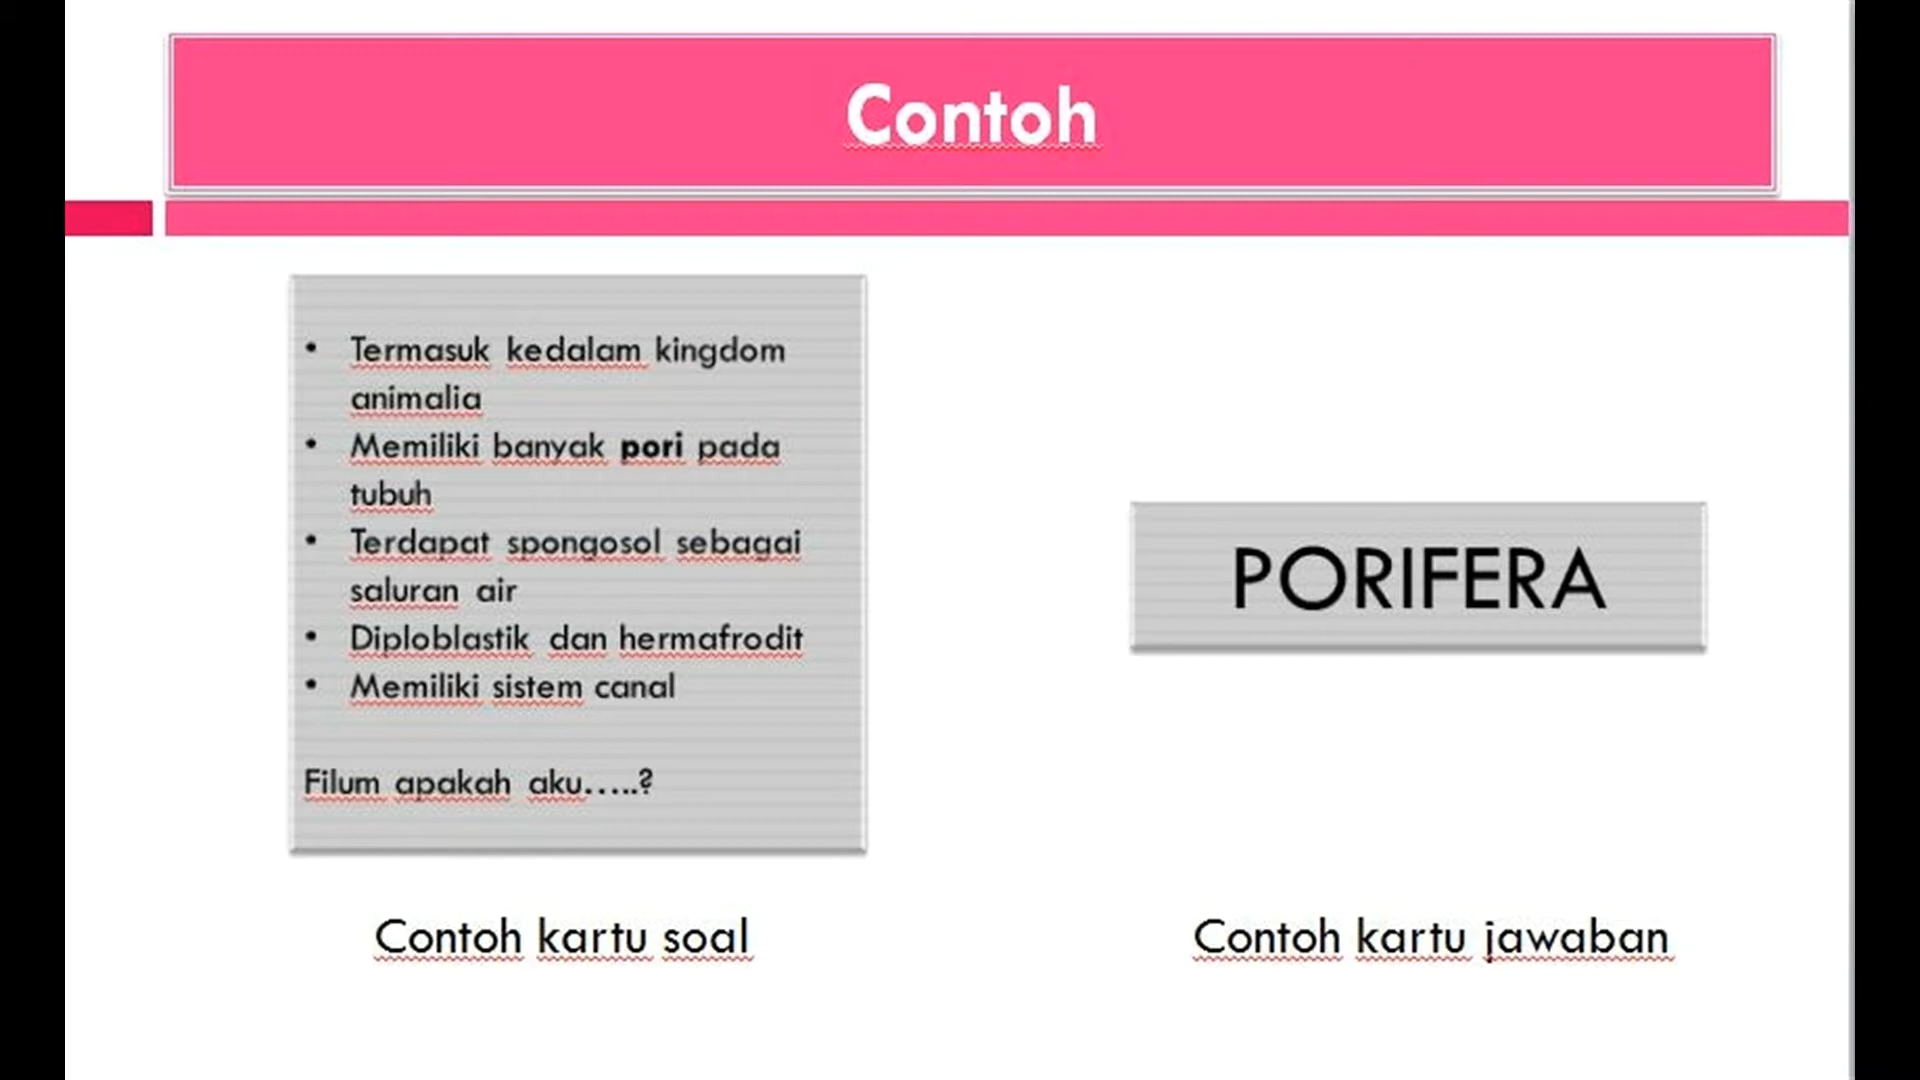 Contoh
• Termasuk kedalam kingdom
animalia
• Memiliki banyak pori pada
tubuh
• Terdapat spongosol sebagai
saluran air
• Diploblastik dan hermafrodit
• Memiliki sistem canal
Filum apakah aku.....?
PORIFERA
Contoh kartu soal
Contoh kartu jawaban